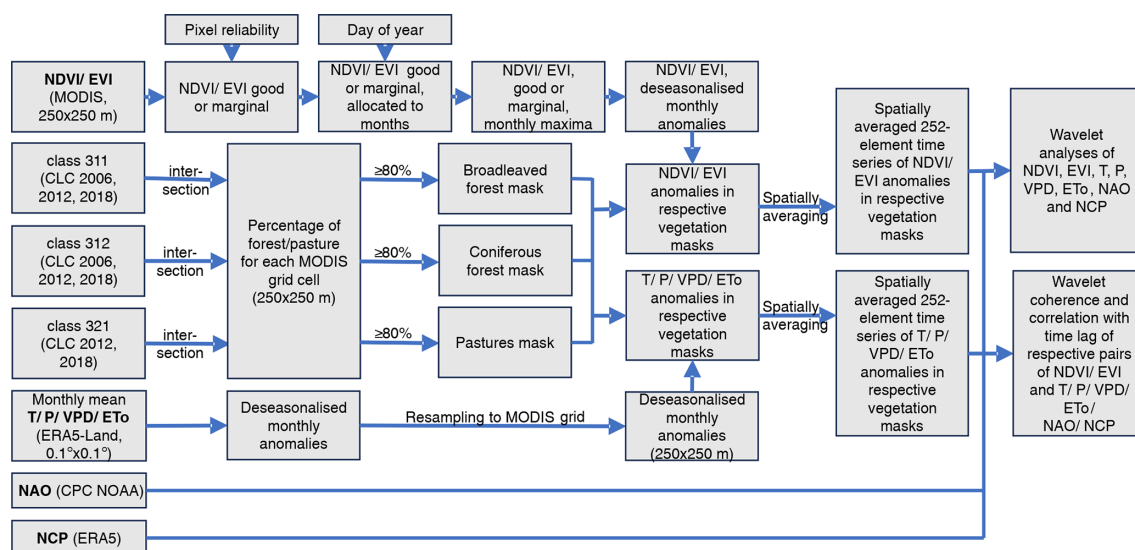 Pixel reliability
Day of year
NDVI/ EVI
(MODIS,
250x250 m)
NDVI/ EVI good
or marginal
NDVI/ EVI good
or marginal,
allocated to
months
NDVI/ EVI,
good or
marginal,
monthly maxima
NDVI/ EVI,
deseasonalised
monthly
anomalies
class 311
(CLC 2006,
2012, 2018)
inter-
section
class 312
(CLC 2006,
2012, 2018)
inter-
section
class 321
(CLC 2012,
2018)
inter-
section
Percentage of
forest/pasture
for each MODIS
grid cell
(250x250 m)
≥80%
Broadleaved
forest mask
≥80%
Coniferous
forest mask
≥80%
Pastures mask
NDVI/ EVI
anomalies in
respective
vegetation
masks
T/ P/ VPD/ ETo
anomalies in
respective
vegetation
masks
Spatially
averaging
Spatially
averaging
Spatially
averaged 252-
element time
series of NDVI/
EVI anomalies
in respective
vegetation
masks
Spatially
averaged 252-
element time
series of T/ P/
VPD/ ETo
anomalies in
respective
vegetation
masks
Wavelet
analyses of
NDVI, EVI, T, P,
VPD, ETo, NAO
and NCP
Wavelet
coherence and
correlation with
time lag of
respective pairs
of NDVI/ EVI
and T/ P/ VPD/
ETo/
NAO/ NCP
Monthly mean
T/ P/ VPD/ ETo
(ERA5-Land,
0.1°x0.1°)
Deseasonalised
monthly
anomalies
Resampling to MODIS grid
Deseasonalised
monthly
anomalies
(250x250 m)
NAO (CPC NOAA)
NCP (ERA5)